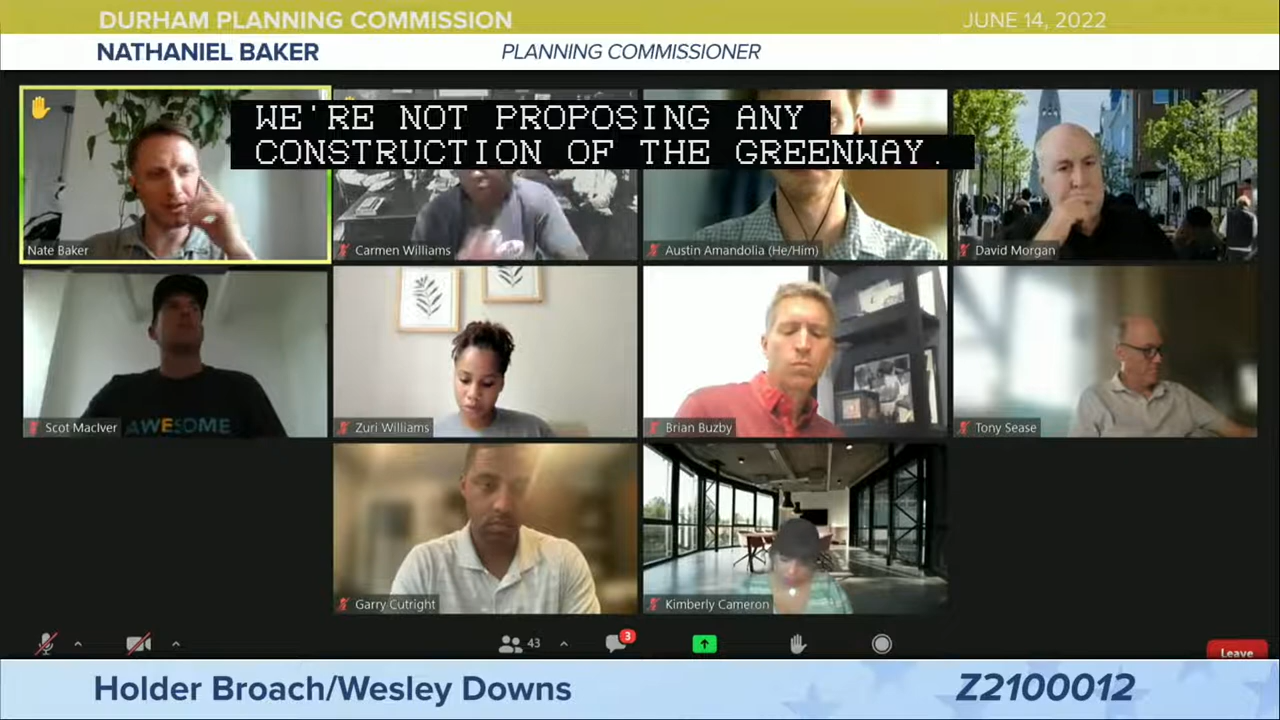 DURHAM PLANNING COMMISSION
JUNE 14, 2022
NATHANIEL BAKER
PLANNING COMMISSIONER
WE'RE NOT PROPOSING ANY
CONSTRUCTION OF THE GREENWAY.
Nate Baker
Carmen Williams
Austin Amandolia (He/Him)
David Morgan
AWESOME
Scot MacIver
Zuri Williams
Brian Buzby
Tony Sease
Garry Cutright
Kimberly Cameron
43
3
Leave
Holder Broach/Wesley Downs
Z2100012